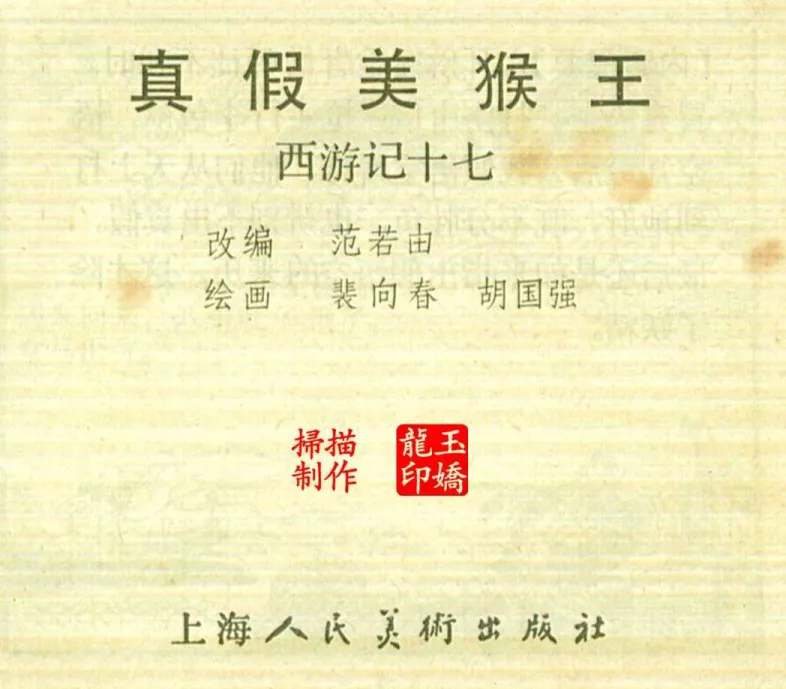 真假美猴王
西游记十七
改编 范若由
绘画 裴向春 胡国强
掃描
制作
龍玉
印嬌
上海人民美術出版社